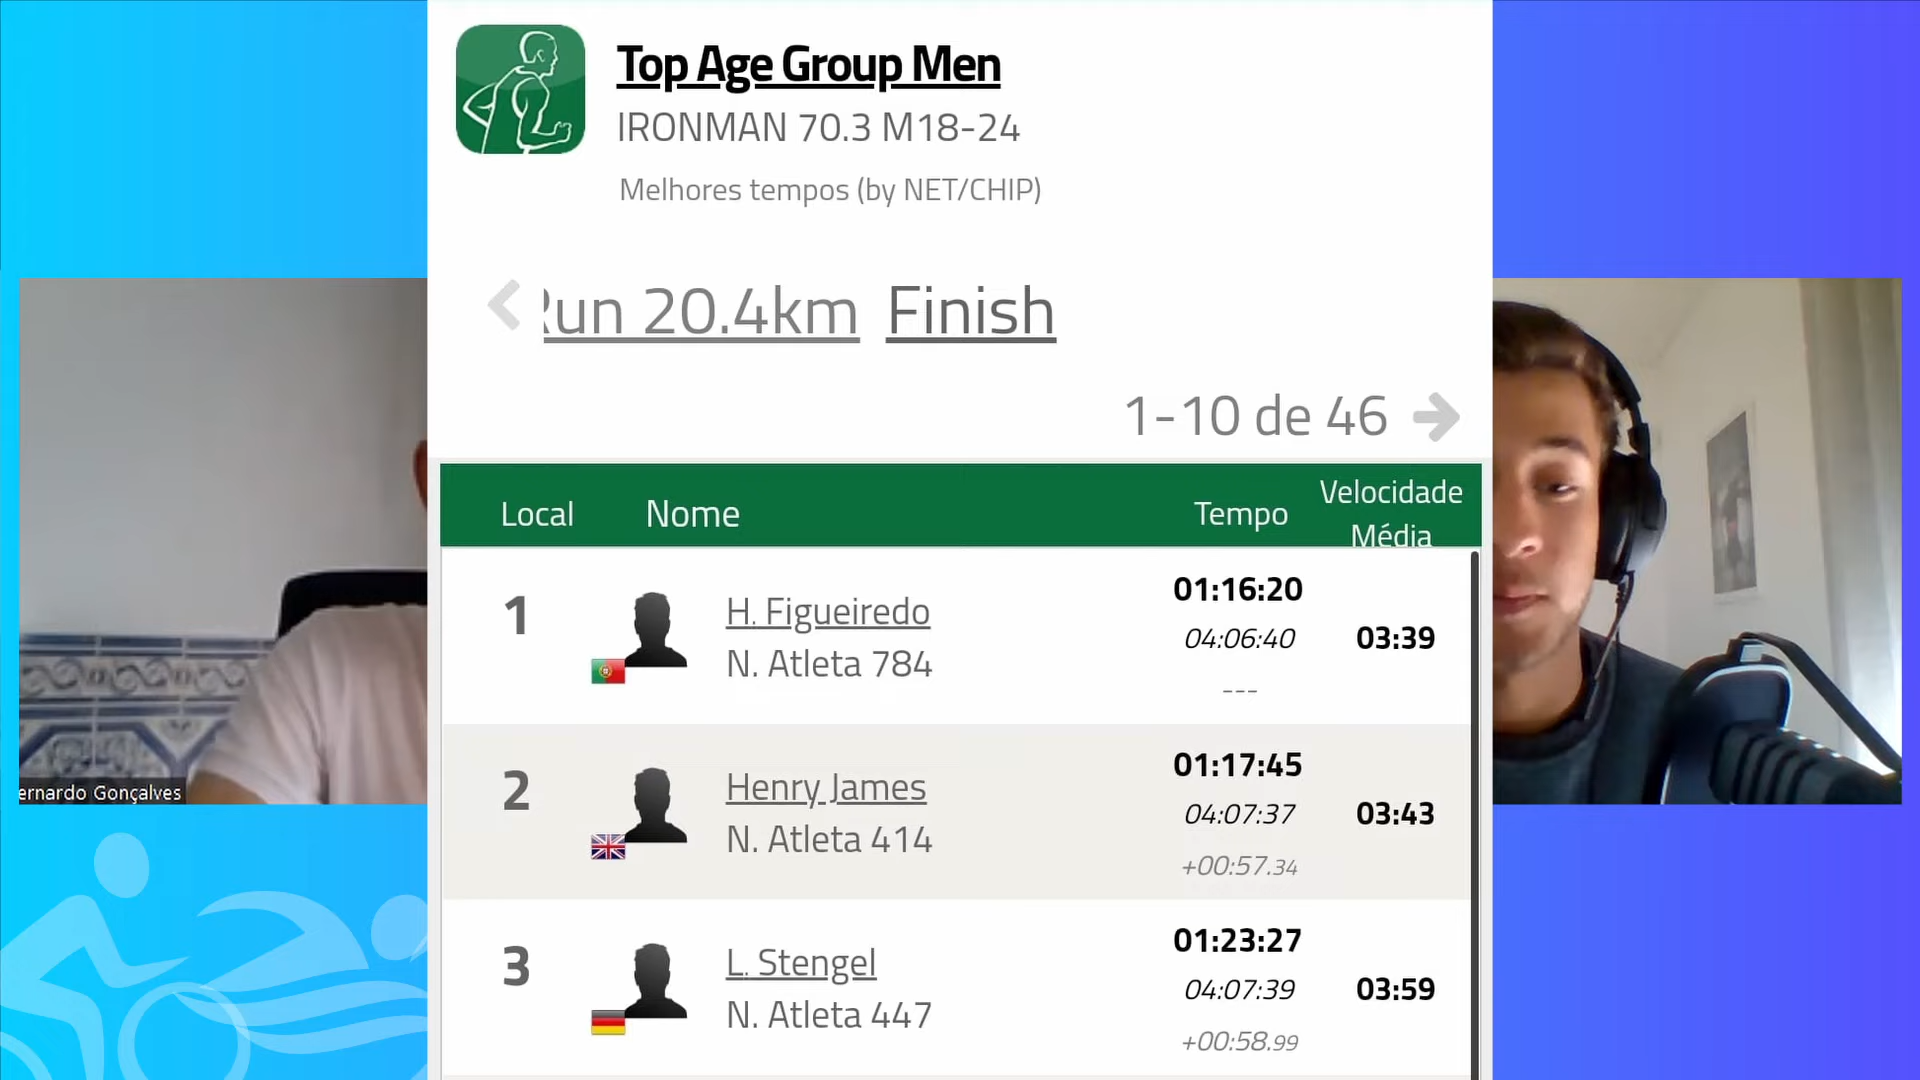 Top Age Group Men
IRONMAN 70.3 M18-24
Melhores tempos (by NET/CHIP)
un 20.4km Finish
1-10 de 46
Local Nome Tempo Velocidade Média
1 H. Figueiredo 01:16:20
N. Atleta 784 04:06:40 03:39
---
2 Henry James 01:17:45
N. Atleta 414 04:07:37 03:43
+00:57.34
3 L. Stengel 01:23:27
N. Atleta 447 04:07:39 03:59
+00:58.99
ernardo Gonçalves